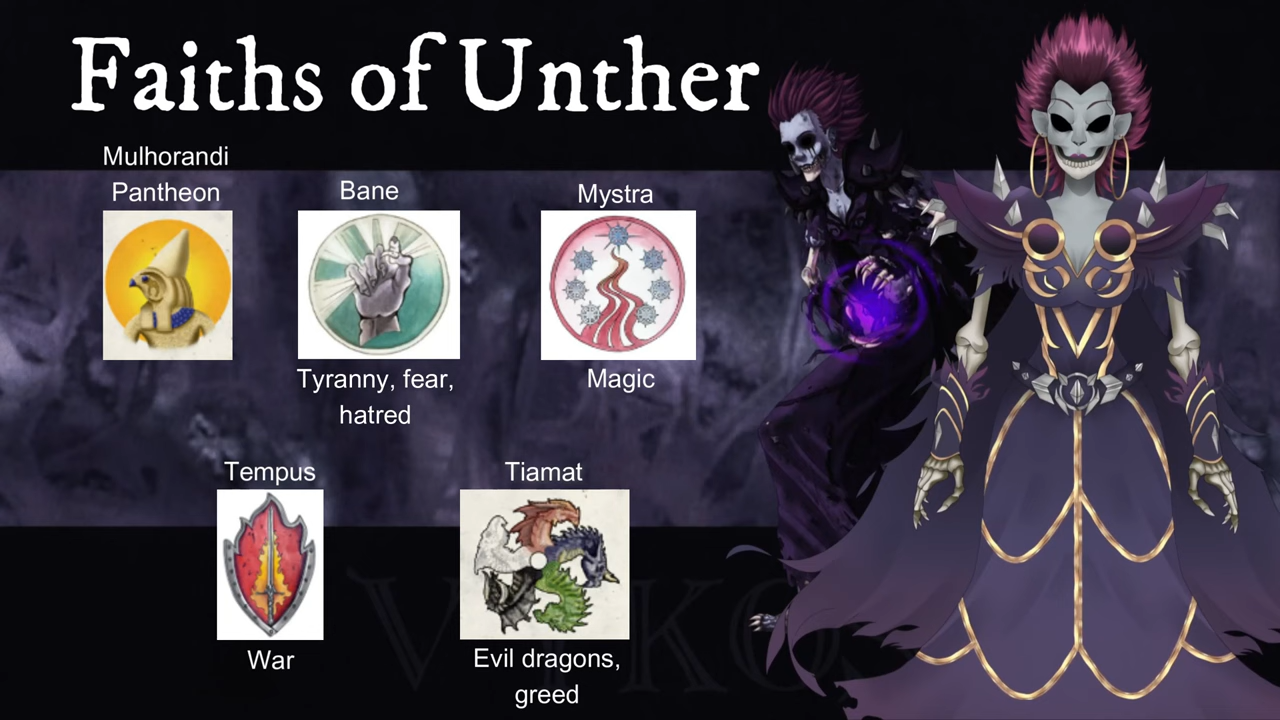 Faiths of Unther
Mulhorandi
Pantheon
Bane
Mystra
Tyranny, fear,
hatred
Magic
Tempus
Tiamat
War
Evil dragons,
greed